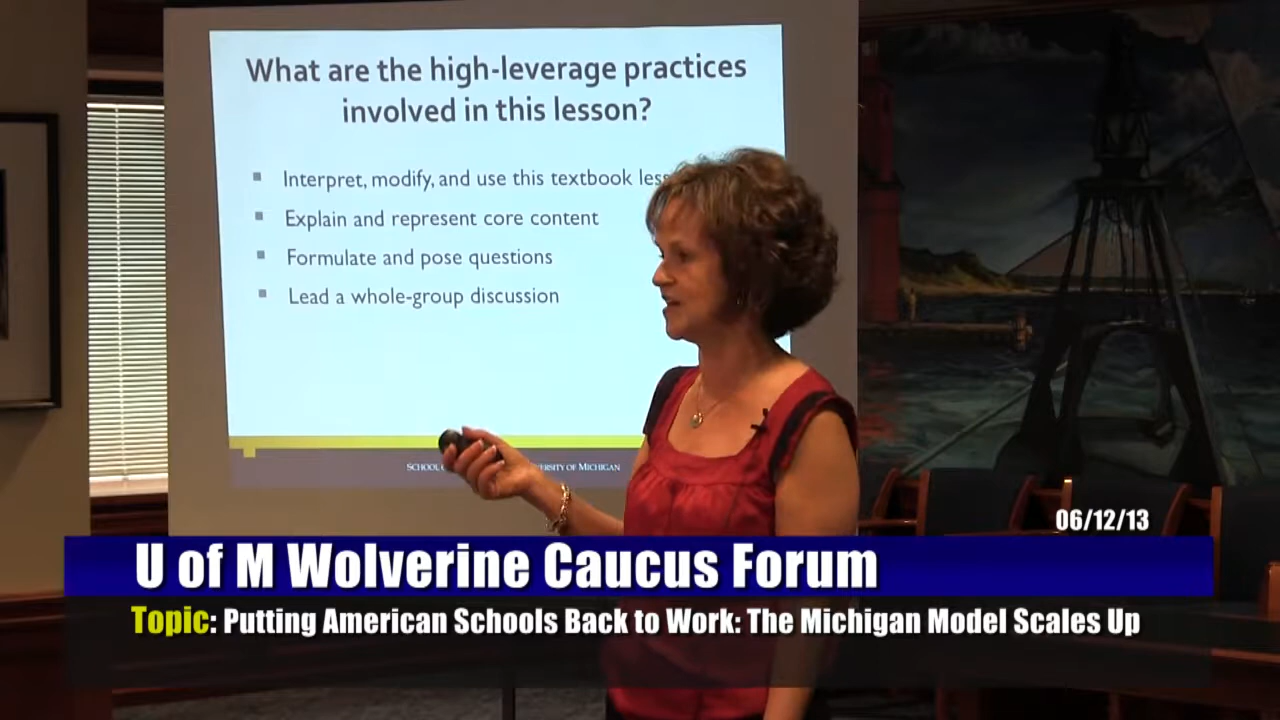 What are the high-leverage practices
involved in this lesson?
▪ Interpret, modify, and use this textbook
▪ Explain and represent core content
▪ Formulate and pose questions
▪ Lead a whole-group discussion
SCHOOL OF MICHIGAN
06/12/13
U of M Wolverine Caucus Forum
Topic: Putting American Schools Back to Work: The Michigan Model Scales Up